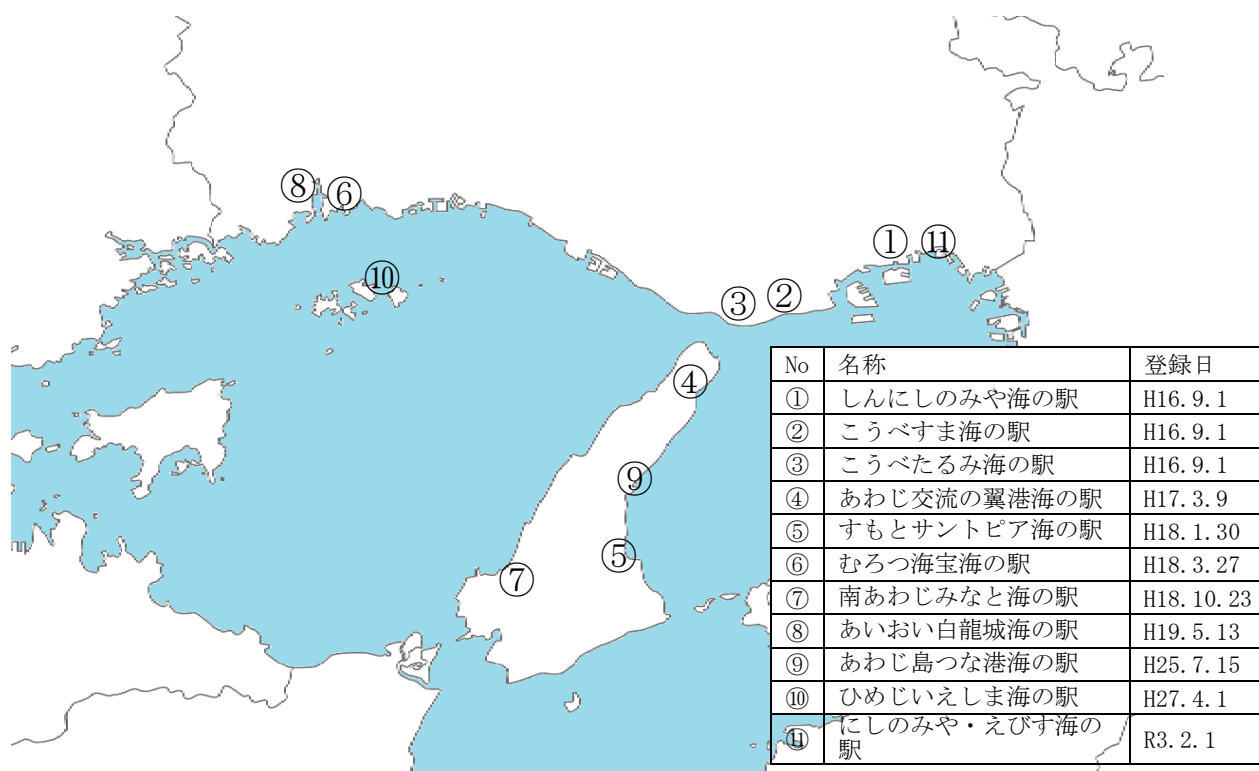 ⑧ ⑥
① ⑪
⑩
③ ②
④
⑨
⑤
⑦
No 名称 登録日
① しんにしのみや海の駅 H16.9.1
② こうべすま海の駅 H16.9.1
③ こうべたるみ海の駅 H16.9.1
④ あわじ交流の翼港海の駅 H17.3.9
⑤ すもとサントピア海の駅 H18.1.30
⑥ むろつ海宝海の駅 H18.3.27
⑦ 南あわじみなと海の駅 H18.10.23
⑧ あいおい白龍城海の駅 H19.5.13
⑨ あわじ島つな港海の駅 H25.7.15
⑩ ひめじいえしま海の駅 H27.4.1
⑪ にしのみや・えびす海の
駅 R3.2.1